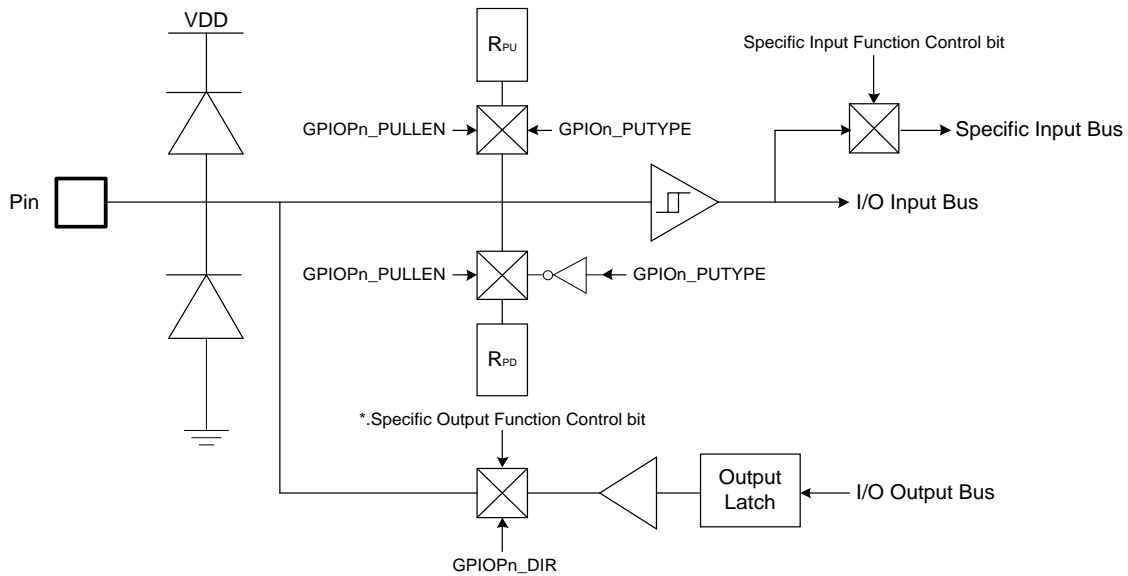 VDD
RPU
Specific Input Function Control bit
GPIOPn_PULLEN
GPIOn_PUTYPE
Specific Input Bus
Pin
I/O Input Bus
GPIOPn_PULLEN
GPIOn_PUTYPE
RPD
*.Specific Output Function Control bit
Output
Latch
I/O Output Bus
GPIOPn_DIR